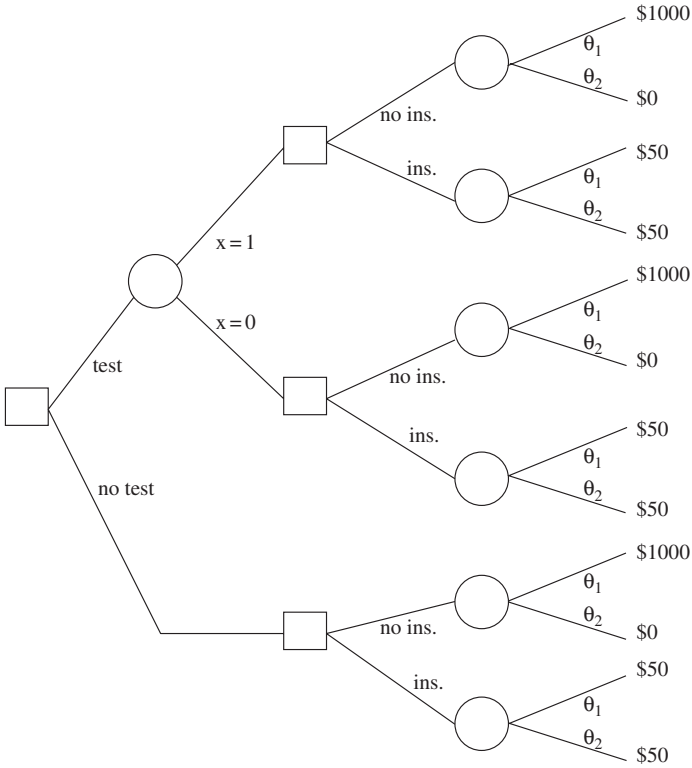 $1000
θ1
θ2
$0
no ins.
ins.
$50
θ1
θ2
$50
x = 1
x = 0
$1000
θ1
θ2
$0
test
no ins.
ins.
$50
θ1
θ2
$50
no test
$1000
θ1
θ2
$0
no ins.
ins.
$50
θ1
θ2
$50